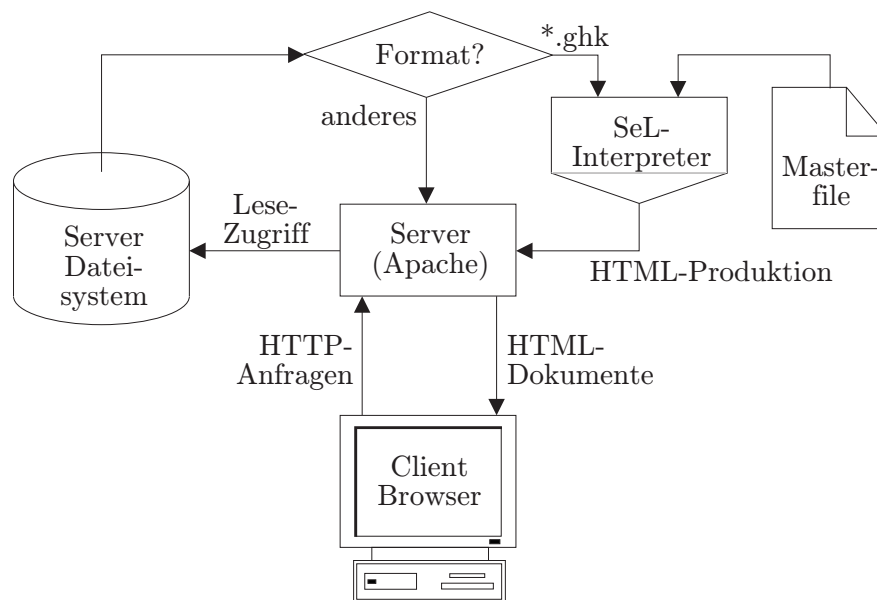 Format?
*.ghk
anderes
SeL-
Interpreter
Master-
file
Lese-
Zugriff
Server
Datei-
system
Server
(Apache)
HTML-Produktion
HTTP-
Anfragen
HTML-
Dokumente
Client
Browser